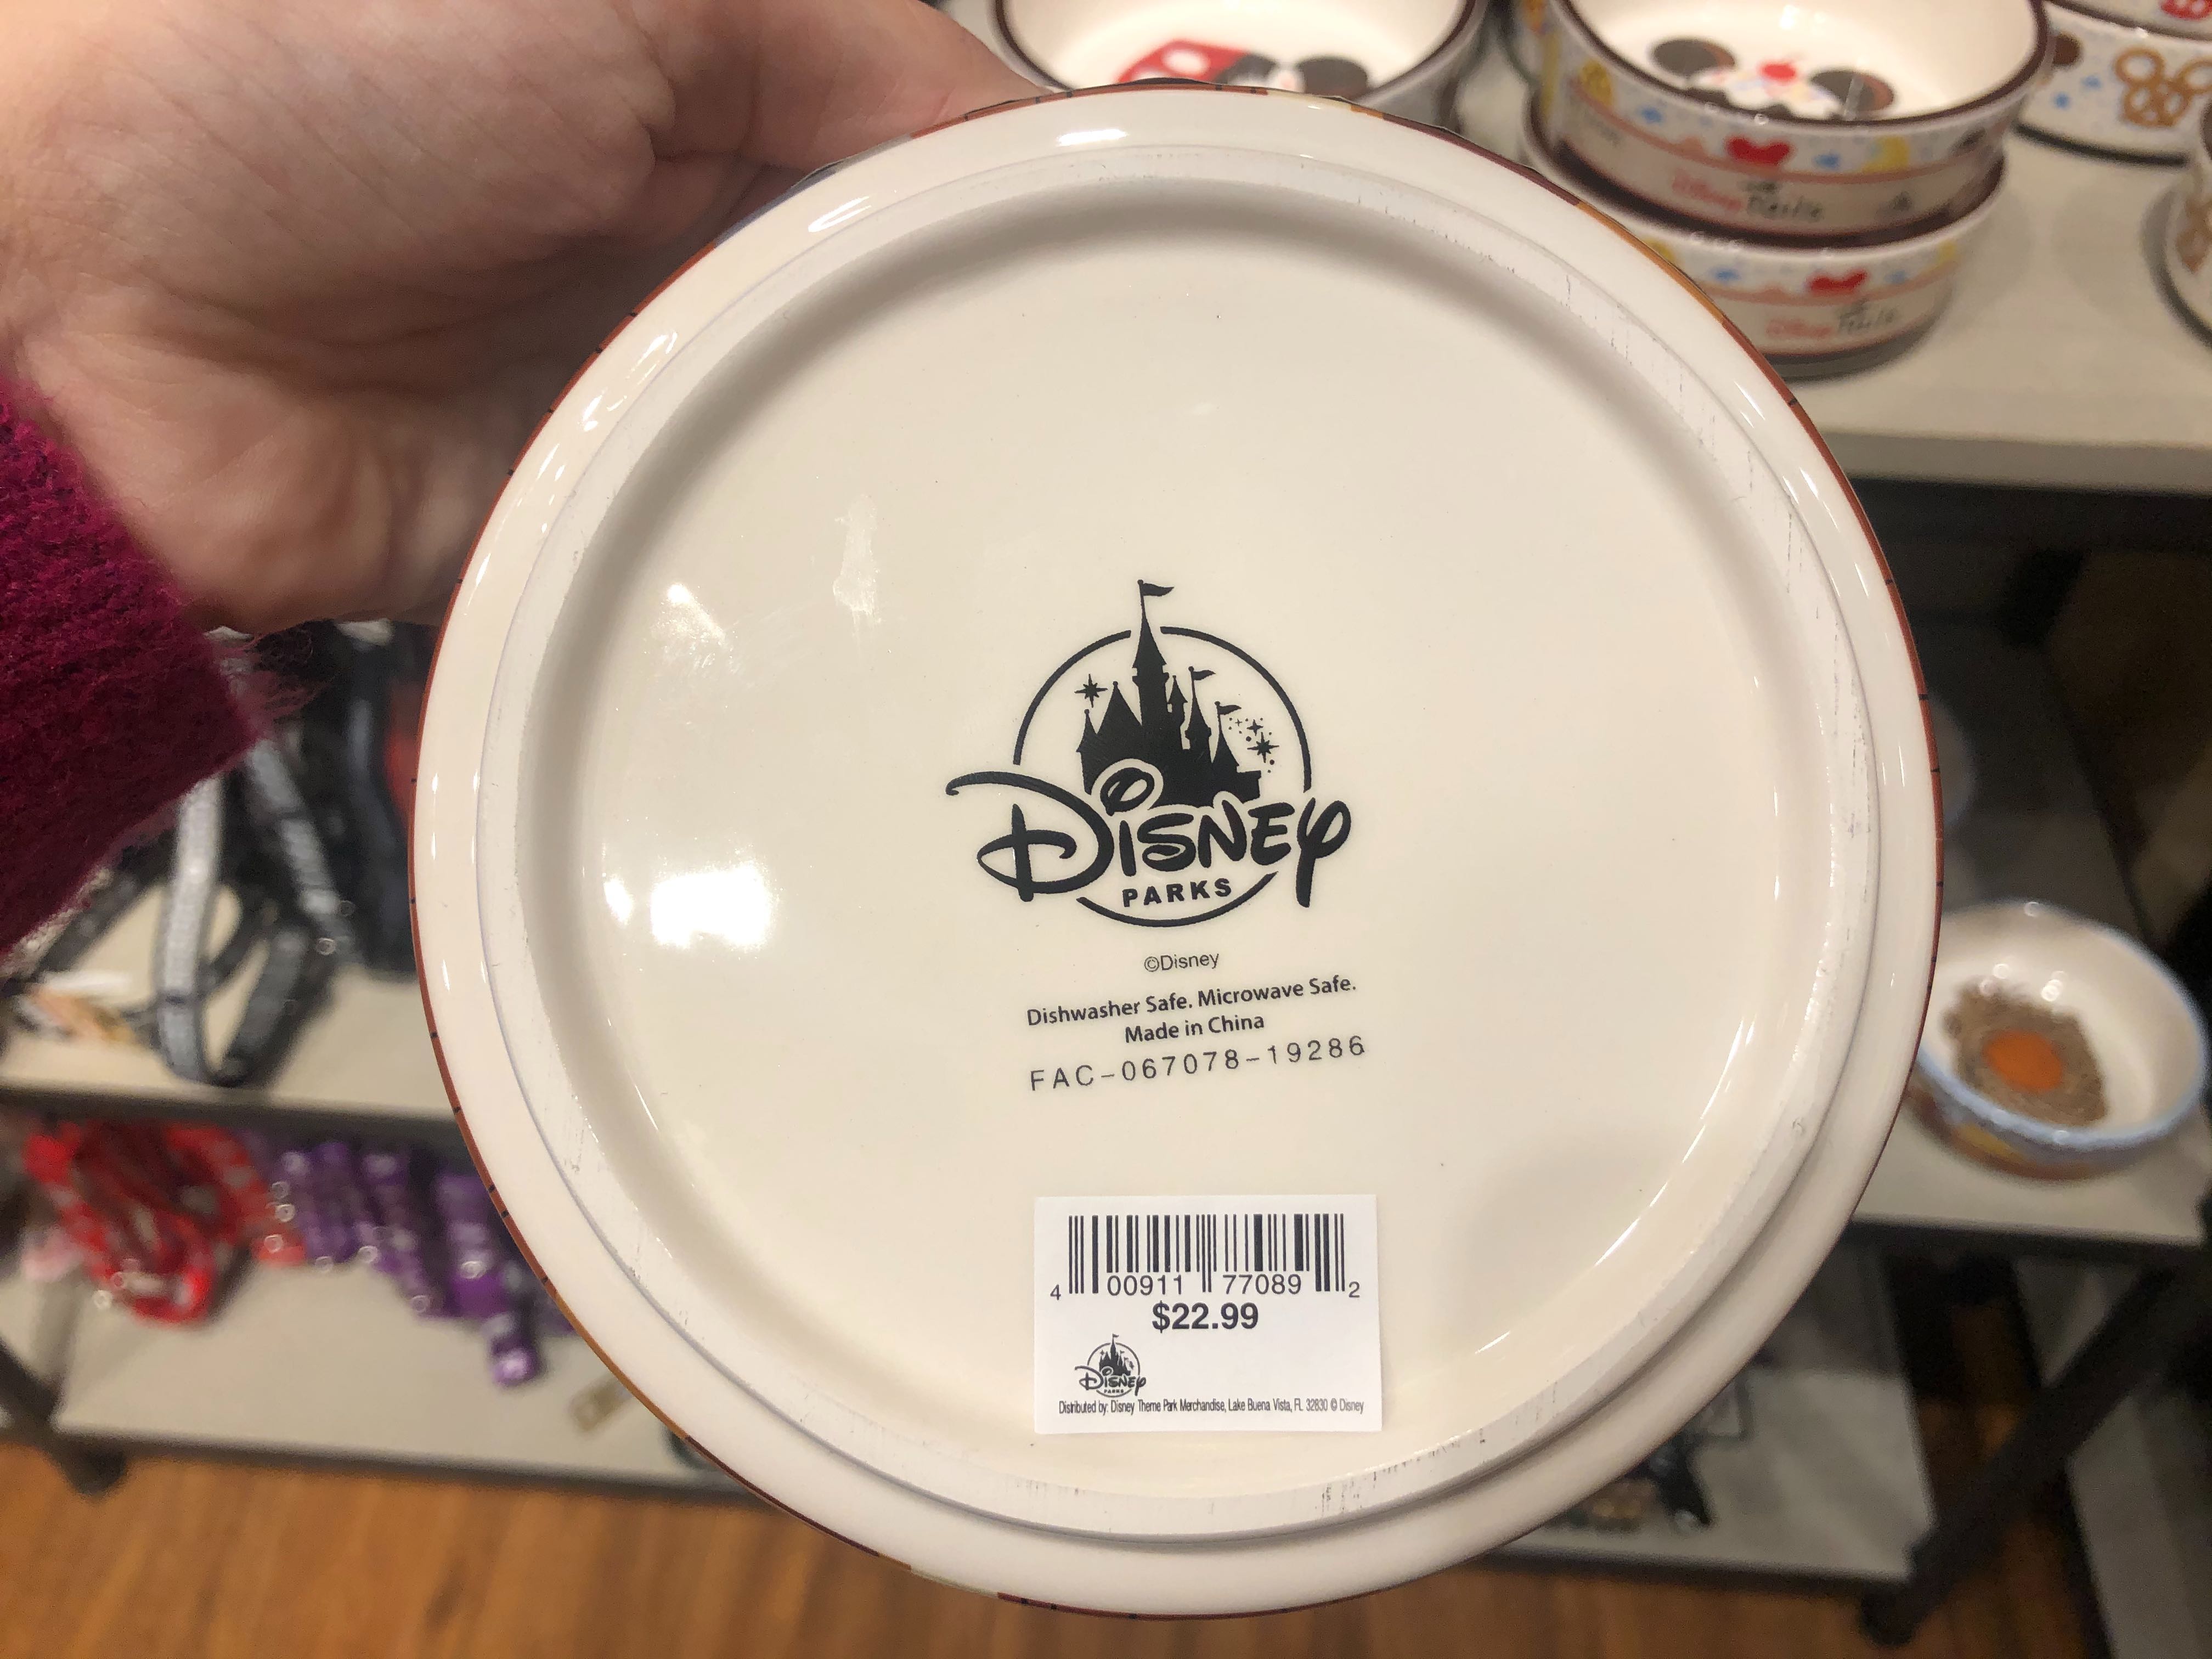 Disney
PARKS
©Disney
Dishwasher Safe. Microwave Safe.
Made in China
FAC-067078-19286
4 00911 77089 2
$22.99
Disney
PARKS
Distributed by: Disney Theme Park Merchandise, Lake Buena Vista, FL 32830 © Disney